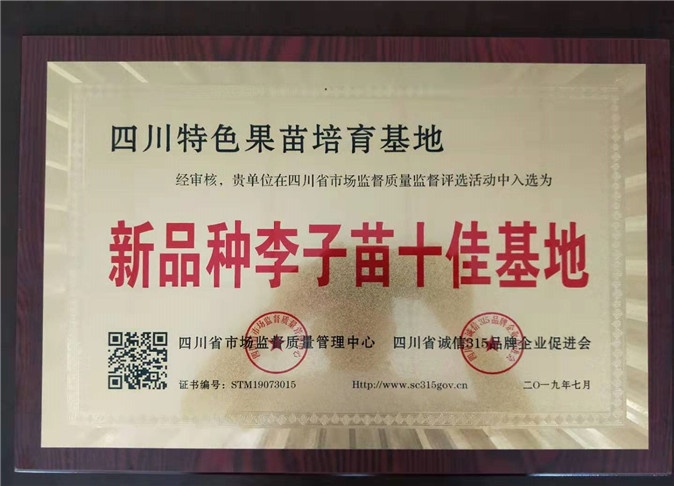 四川特色果苗培育基地
经审核，贵单位在四川省市场监督质量监督评选活动中入选为
新品种李子苗十佳基地
四川省市场监督质量管理中心 四川省诚信315品牌企业促进会
证书编号：STM19073015 Http://www.sc315gov.cn 二〇一九年七月